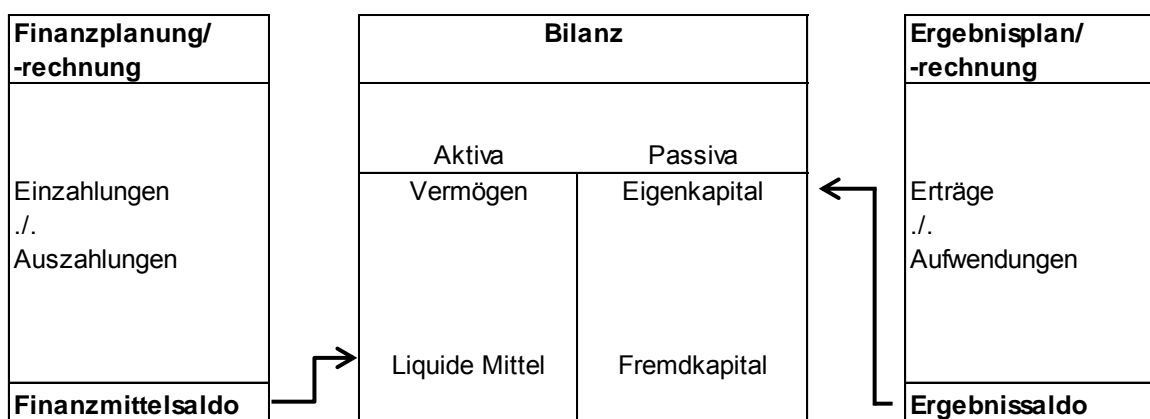 Finanzplanung/
-rechnung
Einzahlungen
./.
Auszahlungen
Finanzmittelsaldo
Bilanz
Aktiva Passiva
Vermögen Eigenkapital
Liquide Mittel Fremdkapital
Ergebnisplan/
-rechnung
Erträge
./.
Aufwendungen
Ergebnissaldo